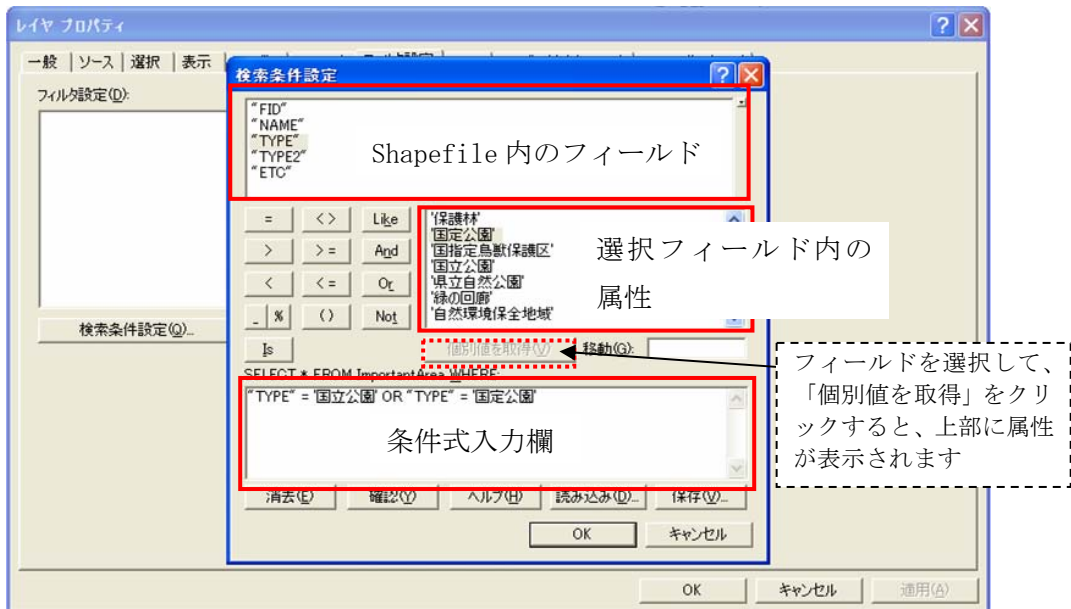 レイヤ プロパティ
一般 ソース 選択 表示
フィルタ設定(D):
検索条件設定(Q)...
検索条件設定
"FID"
"NAME"
"TYPE"
"TYPE2"
"ETC"
Shapefile 内のフィールド
= <> Like
> >= And
< <= Or
_ % () Not
Is
'保護林'
'国定公園'
'国指定鳥獣保護区'
'国立公園'
'県立自然公園'
'緑の回廊'
'自然環境保全地域'
選択フィールド内の
属性
個別値を取得(V) 移動(G):
SELECT * FROM ImportantArea WHERE:
"TYPE" = '国立公園' OR "TYPE" = '国定公園'
条件式入力欄
フィールドを選択して、
「個別値を取得」をクリ
ックすると、上部に属性
が表示されます
消去(E) 確認(Y) ヘルプ(H) 読み込み(D)... 保存(V)...
OK キャンセル
OK キャンセル 適用(A)